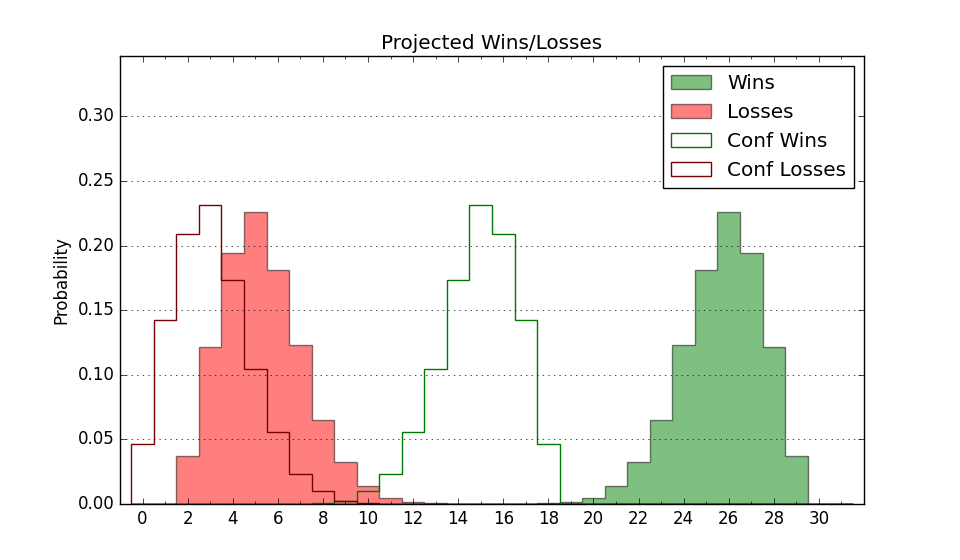 Projected Wins/Losses
Wins
Losses
Conf Wins
Conf Losses
Probability
0.30
0.25
0.20
0.15
0.10
0.05
0.00
0 2 4 6 8 10 12 14 16 18 20 22 24 26 28 30